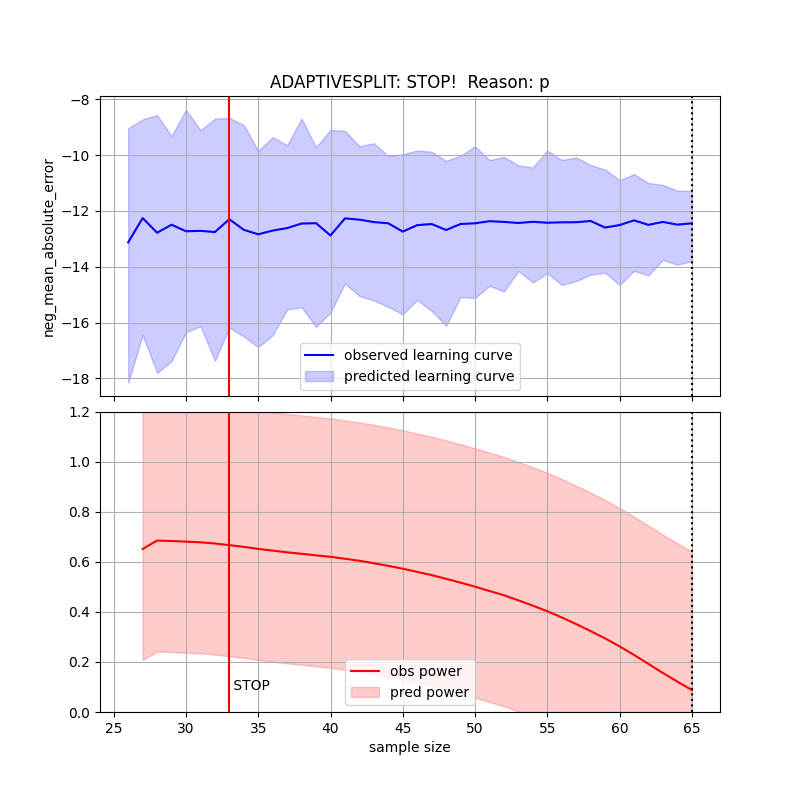 ADAPTIVESPLIT: STOP!  Reason: p
neg_mean_absolute_error
−8
−10
−12
−14
−16
−18
observed learning curve
predicted learning curve
1.2
1.0
0.8
0.6
0.4
0.2
0.0
STOP
obs power
pred power
25 30 35 40 45 50 55 60 65
sample size